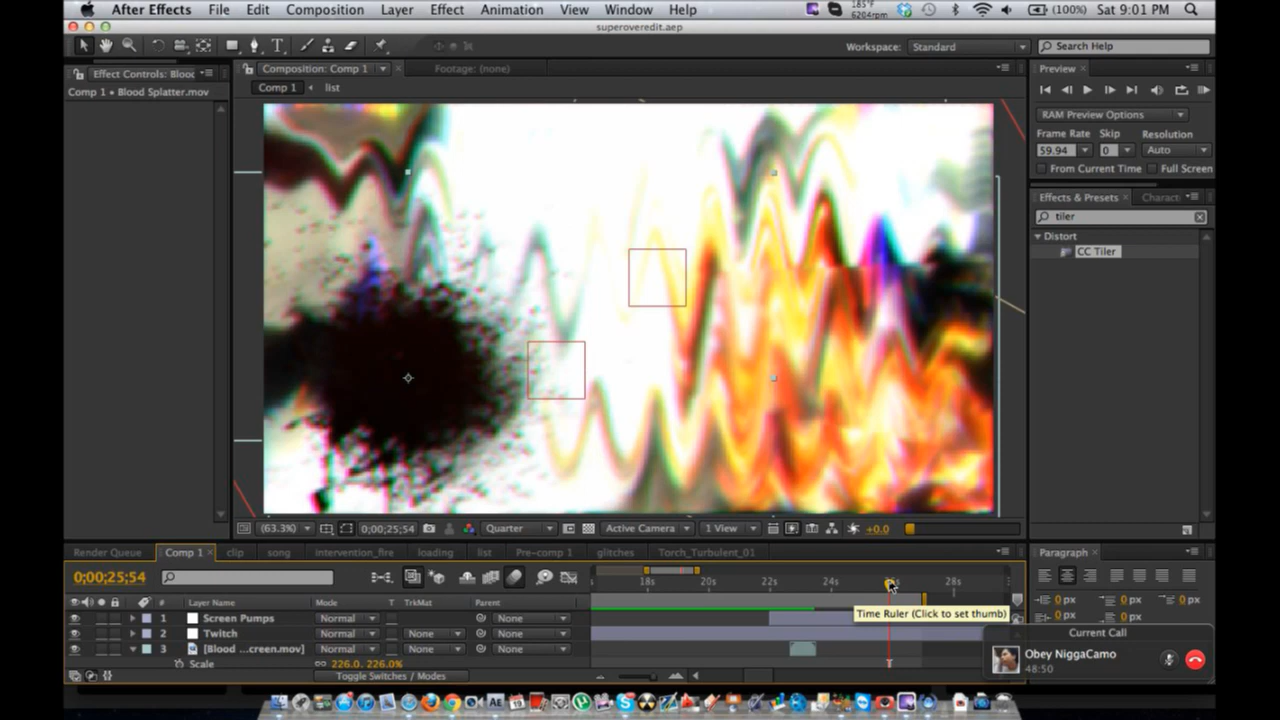 After Effects File Edit Composition Layer Effect Animation View Window Help 185°F 6204rpm (100%) Sat 9:01 PM
superoveredit.aep
T Workspace: Standard Search Help
Effect Controls: Blood Composition: Comp 1 Footage: (none) Preview
Comp 1 • Blood Splatter.mov Comp 1 list
RAM Preview Options
Frame Rate Skip Resolution
59.94 0 Auto
From Current Time Full Screen
Effects & Presets Charact
tiler
Distort
CC Tiler
(63.3%) 0;00;25;54 Quarter Active Camera 1 View +0.0
Render Queue Comp 1 clip song intervention_fire loading list Pre-comp 1 glitches Torch_Turbulent_01 Paragraph
0;00;25;54 18s 20s 22s 24s 26s 28s
# Layer Name Mode T TrkMat Parent 0 px 0 px
1 Screen Pumps Normal None Time Ruler (Click to set thumb) 0 px 0 px
2 Twitch Normal None None Current Call
3 [Blood ...creen.mov] Normal None None Obey NiggaCamo
Scale 226.0, 226.0% 48:50
Toggle Switches / Modes